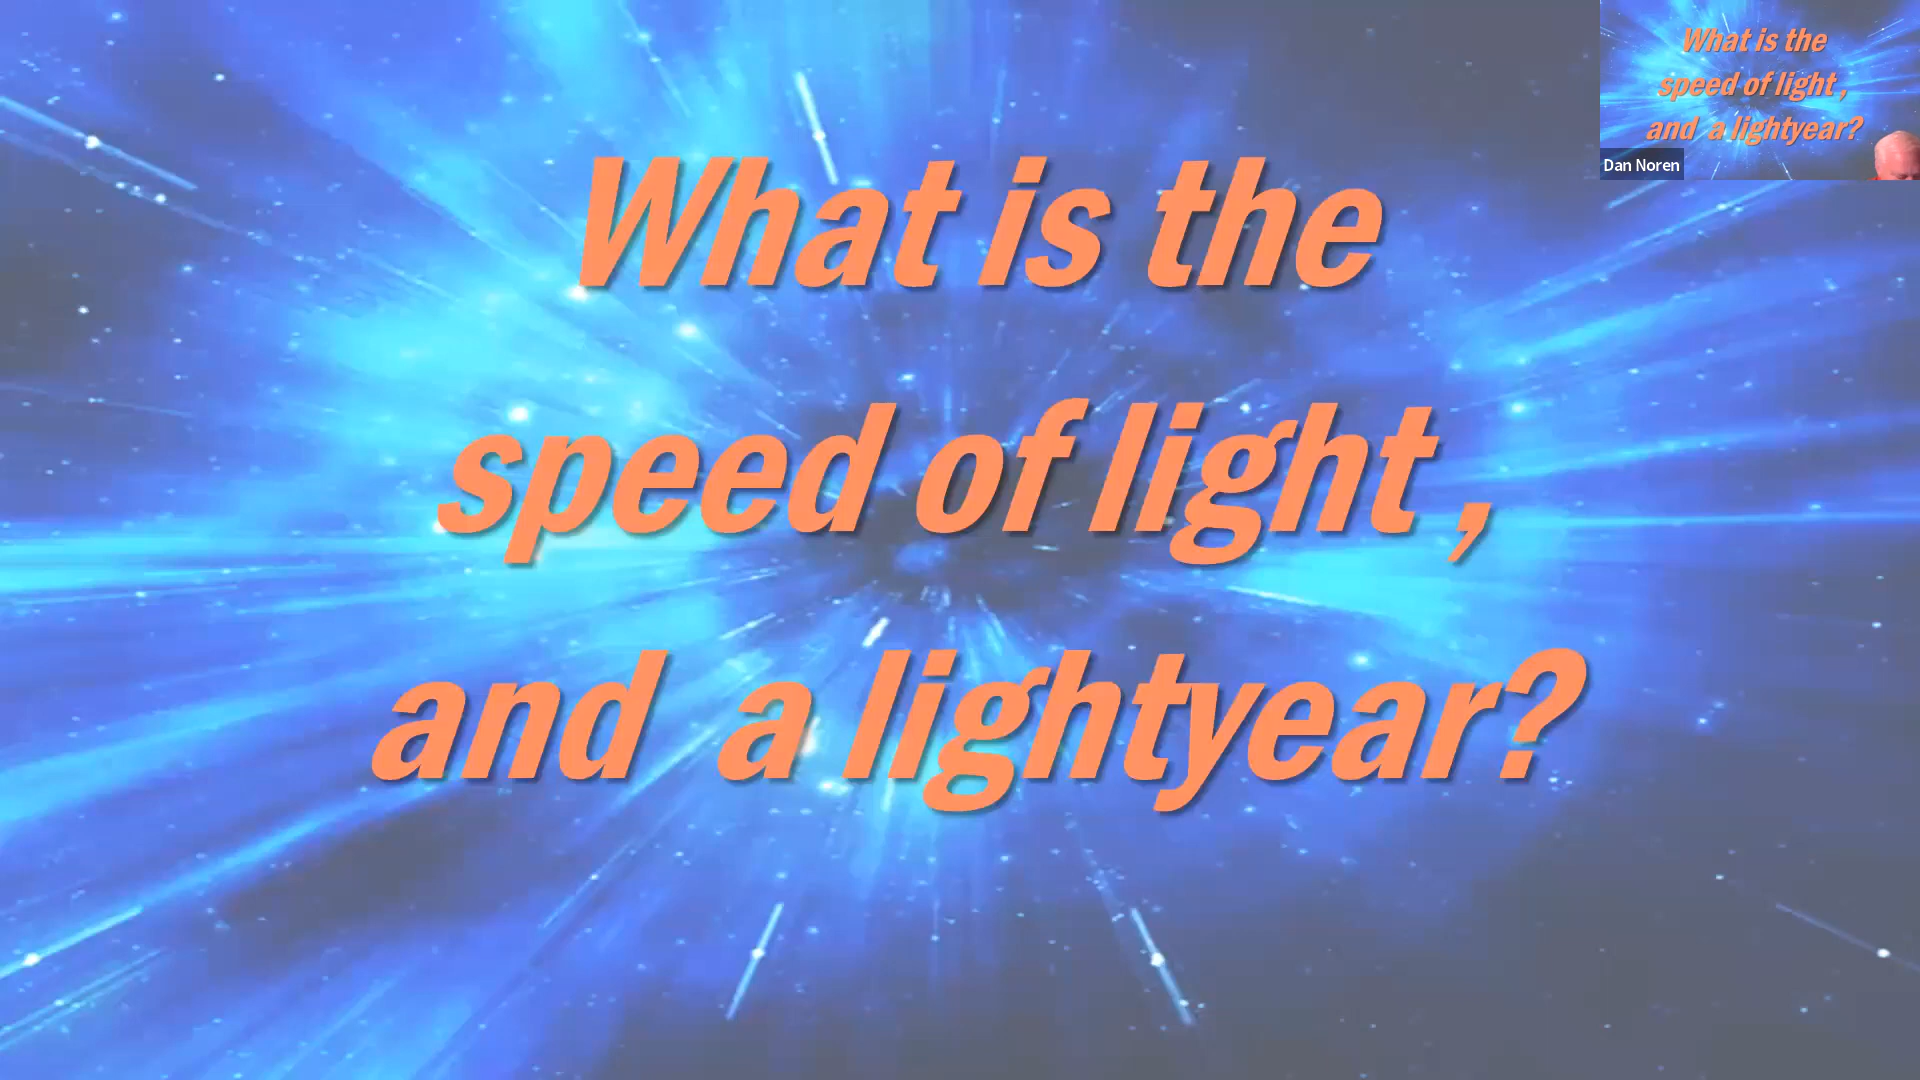 What is the
speed of light ,
and  a lightyear?
What is the
speed of light ,
and  a lightyear?
Dan Noren